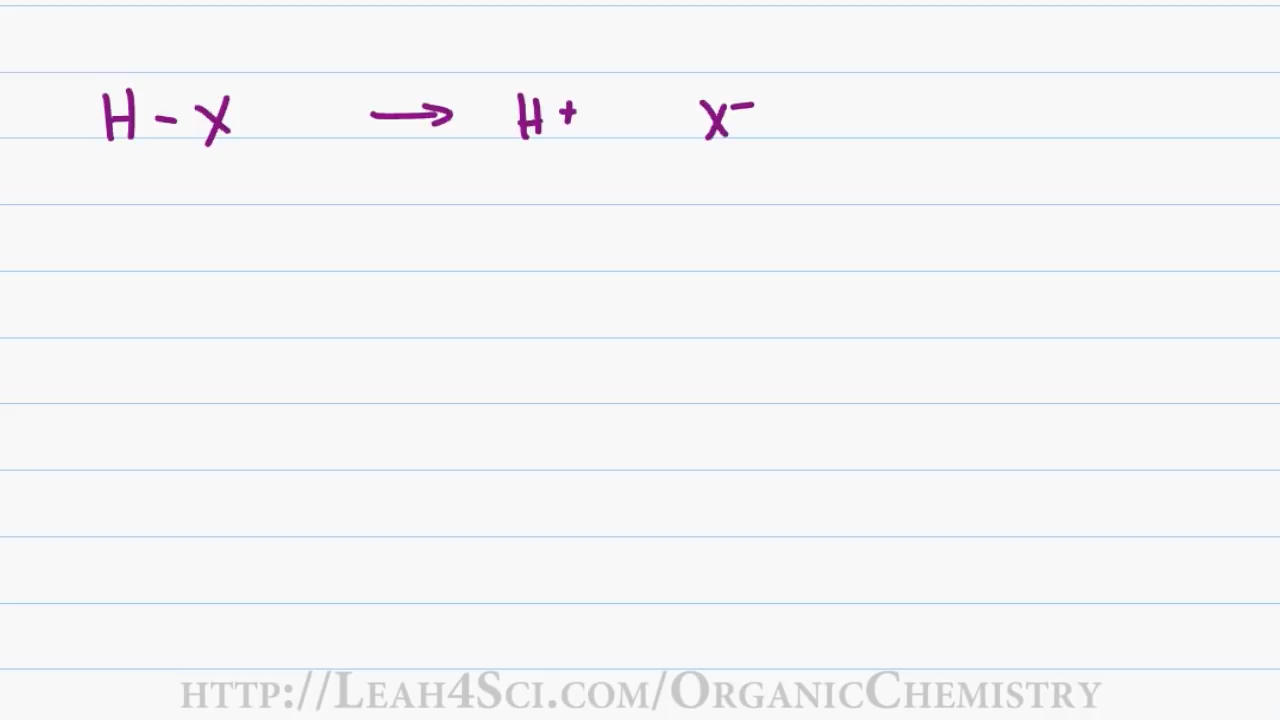 H - X → H+ X-
http://Leah4Sci.com/OrganicChemistry